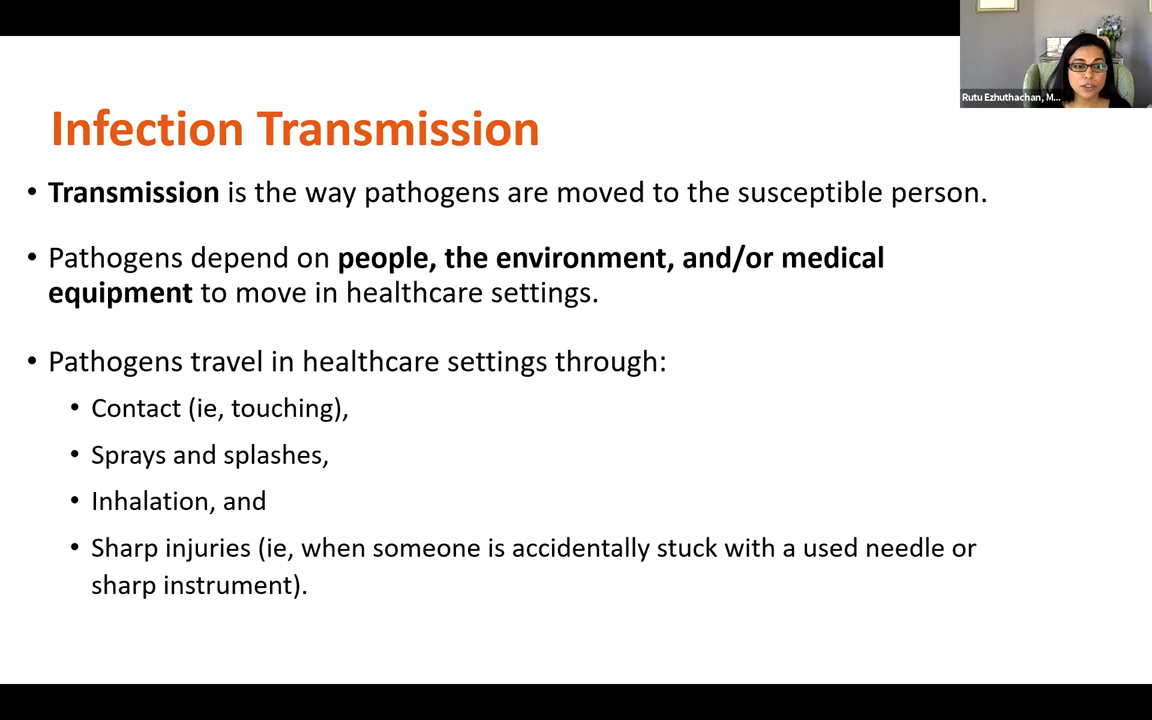 Rutu Ezhuthachan, M...
Infection Transmission
• Transmission is the way pathogens are moved to the susceptible person.
• Pathogens depend on people, the environment, and/or medical
equipment to move in healthcare settings.
• Pathogens travel in healthcare settings through:
• Contact (ie, touching),
• Sprays and splashes,
• Inhalation, and
• Sharp injuries (ie, when someone is accidentally stuck with a used needle or
sharp instrument).